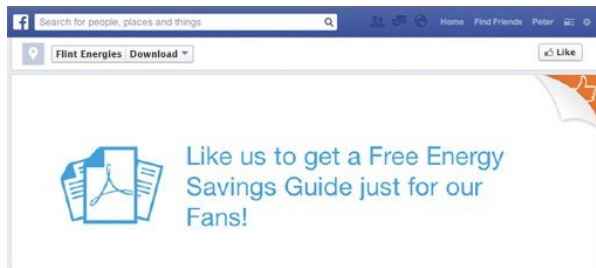 f Search for people, places and things Home Find Friends Peter
Flint Energies Download Like
Like us to get a Free Energy
Savings Guide just for our
Fans!